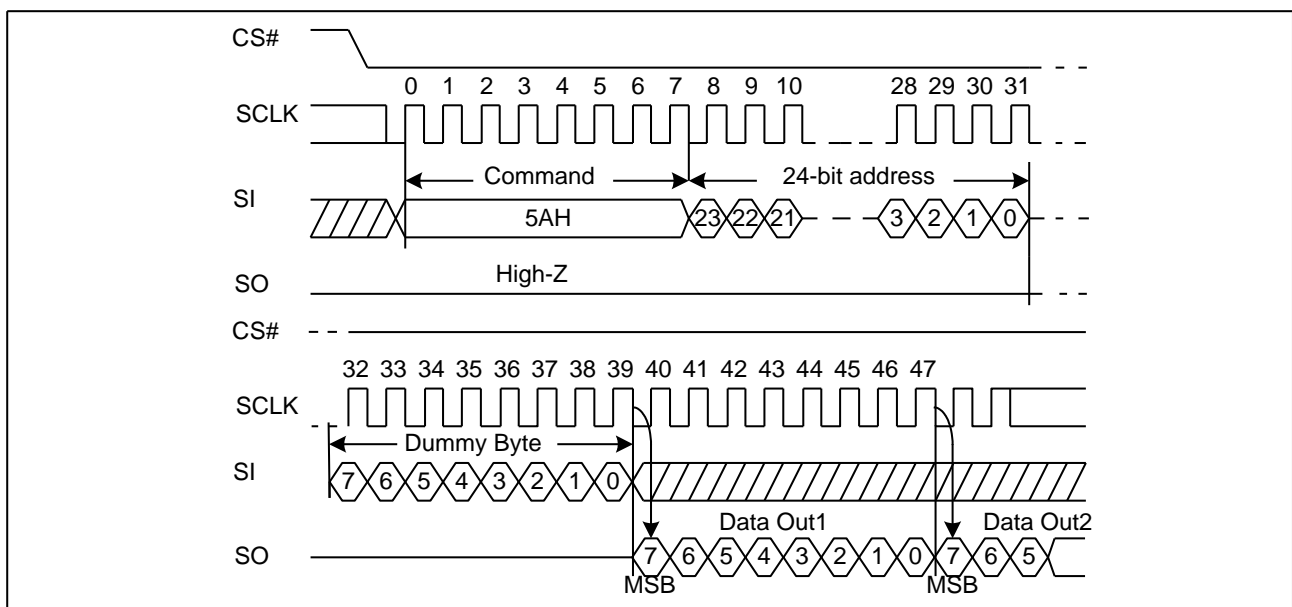 CS#
0 1 2 3 4 5 6 7 8 9 10 28 29 30 31
SCLK
Command 24-bit address
SI
5AH 23 22 21 3 2 1 0
High-Z
SO
CS#
32 33 34 35 36 37 38 39 40 41 42 43 44 45 46 47
SCLK
Dummy Byte
SI 7 6 5 4 3 2 1 0
Data Out1 Data Out2
SO 7 6 5 4 3 2 1 0 7 6 5
MSB MSB